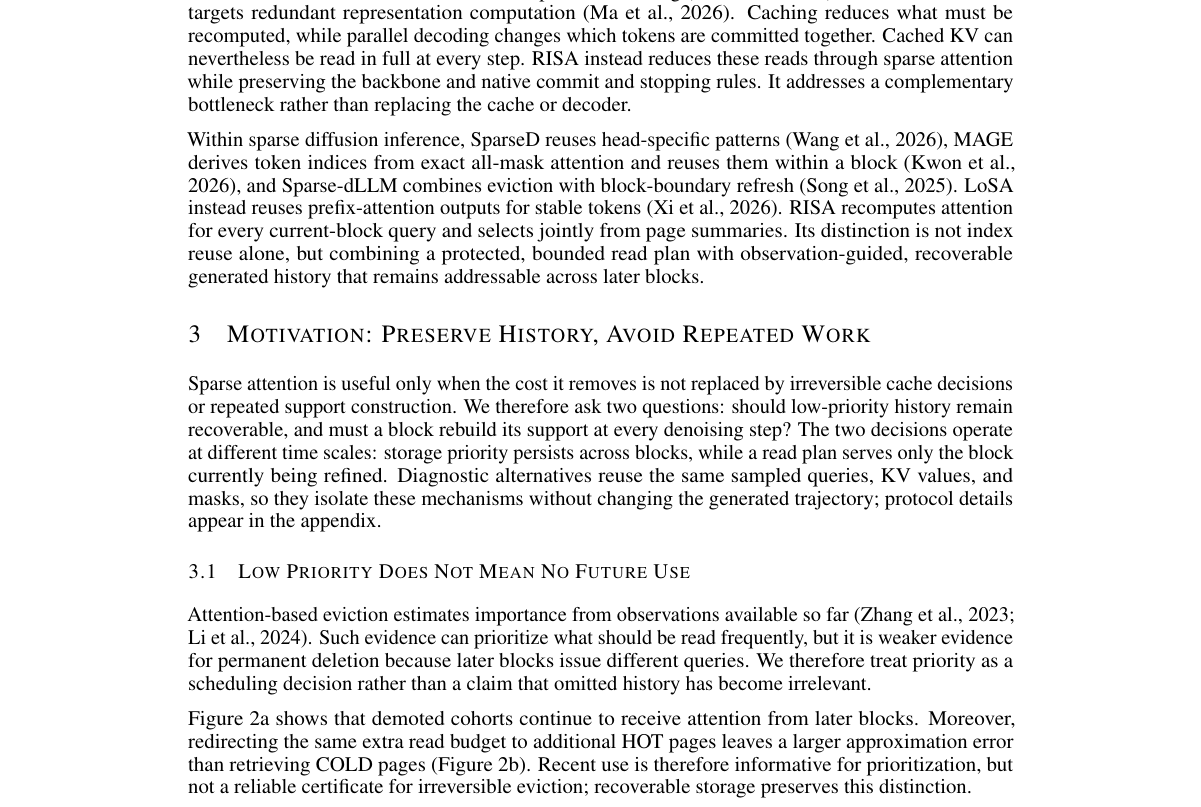 targets redundant representation computation (Ma et al., 2026). Caching reduces what must be
recomputed, while parallel decoding changes which tokens are committed together. Cached KV can
nevertheless be read in full at every step. RISA instead reduces these reads through sparse attention
while preserving the backbone and native commit and stopping rules. It addresses a complementary
bottleneck rather than replacing the cache or decoder.
Within sparse diffusion inference, SparseD reuses head-specific patterns (Wang et al., 2026), MAGE
derives token indices from exact all-mask attention and reuses them within a block (Kwon et al.,
2026), and Sparse-dLLM combines eviction with block-boundary refresh (Song et al., 2025). LoSA
instead reuses prefix-attention outputs for stable tokens (Xi et al., 2026). RISA recomputes attention
for every current-block query and selects jointly from page summaries. Its distinction is not index
reuse alone, but combining a protected, bounded read plan with observation-guided, recoverable
generated history that remains addressable across later blocks.
3 MOTIVATION: PRESERVE HISTORY, AVOID REPEATED WORK
Sparse attention is useful only when the cost it removes is not replaced by irreversible cache decisions
or repeated support construction. We therefore ask two questions: should low-priority history remain
recoverable, and must a block rebuild its support at every denoising step? The two decisions operate
at different time scales: storage priority persists across blocks, while a read plan serves only the block
currently being refined. Diagnostic alternatives reuse the same sampled queries, KV values, and
masks, so they isolate these mechanisms without changing the generated trajectory; protocol details
appear in the appendix.
3.1 LOW PRIORITY DOES NOT MEAN NO FUTURE USE
Attention-based eviction estimates importance from observations available so far (Zhang et al., 2023;
Li et al., 2024). Such evidence can prioritize what should be read frequently, but it is weaker evidence
for permanent deletion because later blocks issue different queries. We therefore treat priority as a
scheduling decision rather than a claim that omitted history has become irrelevant.
Figure 2a shows that demoted cohorts continue to receive attention from later blocks. Moreover,
redirecting the same extra read budget to additional HOT pages leaves a larger approximation error
than retrieving COLD pages (Figure 2b). Recent use is therefore informative for prioritization, but
not a reliable certificate for irreversible eviction; recoverable storage preserves this distinction.